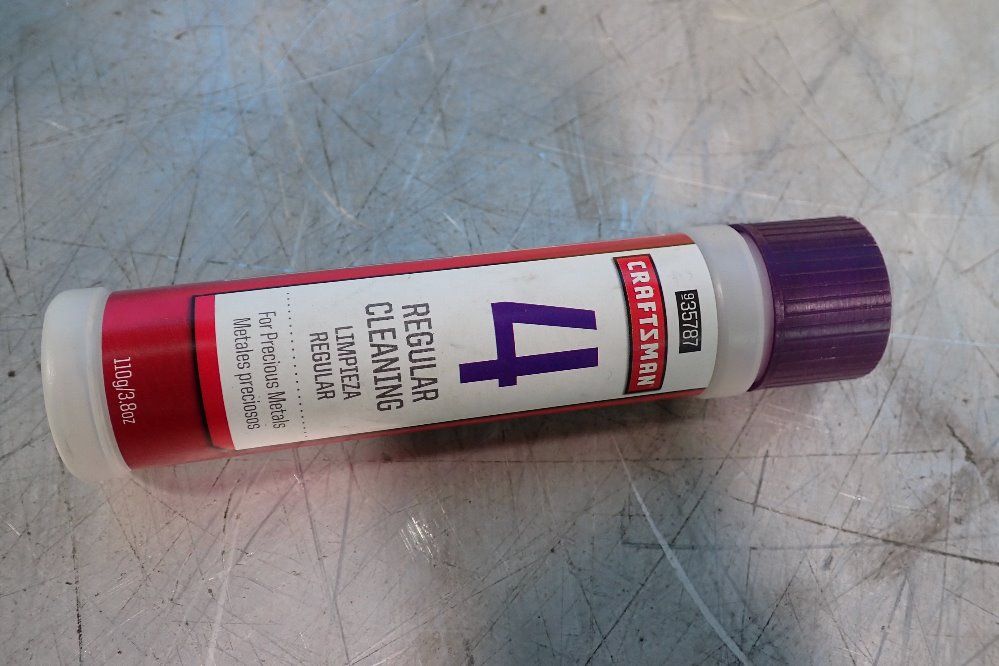 935787
CRAFTSMAN
4
REGULAR
CLEANING
LIMPIEZA
REGULAR
For Precious Metals
Metales preciosos
110g/3.8oz